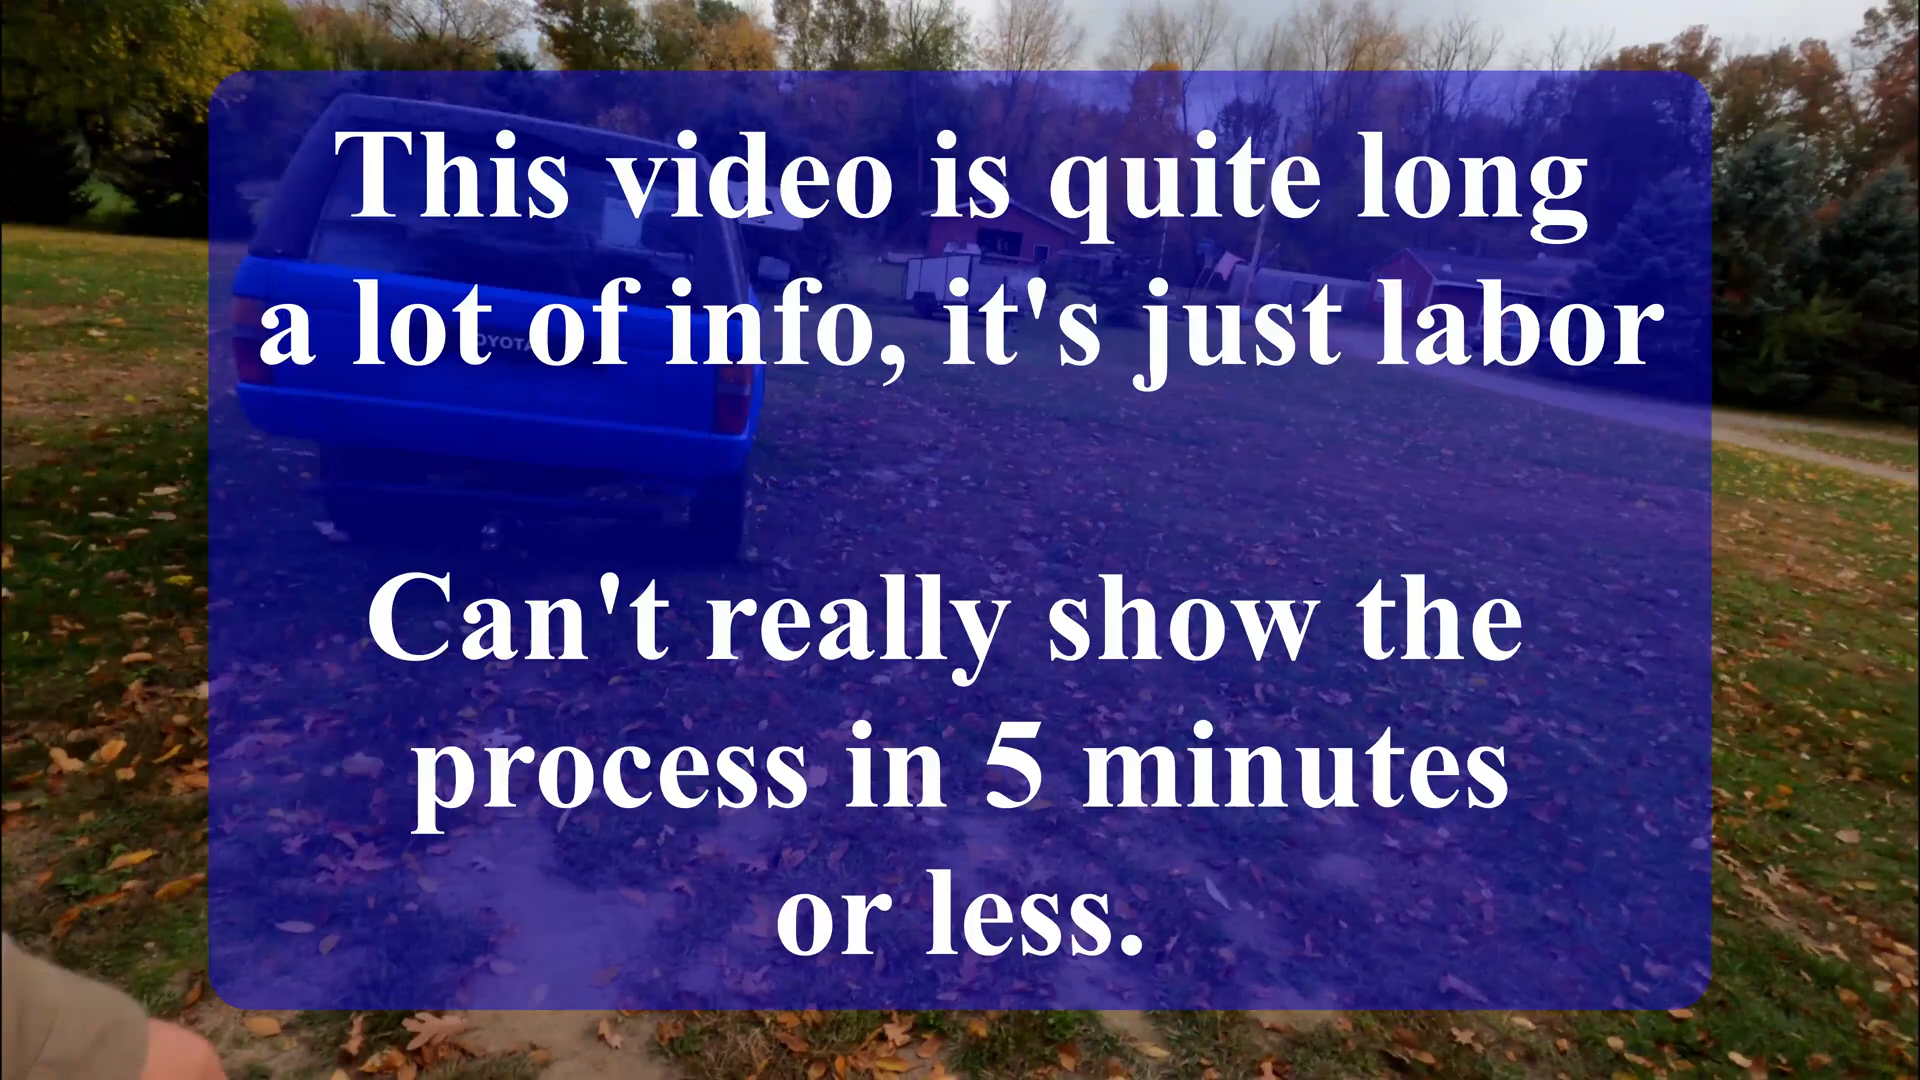 This video is quite long
a lot of info, it's just labor
Can't really show the
process in 5 minutes
or less.